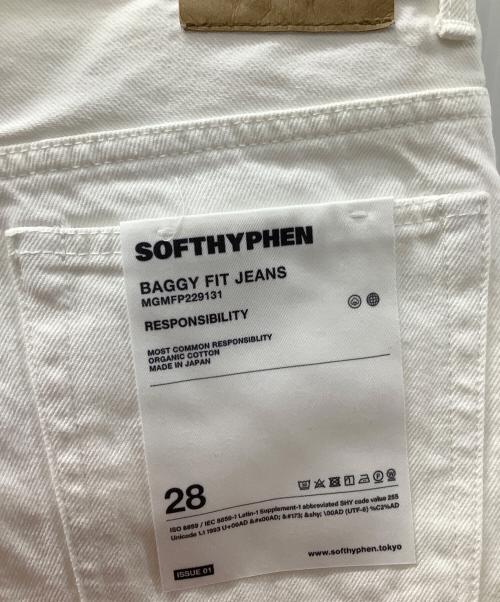 SOFTHYPHEN
BAGGY FIT JEANS
MGMFP229131
RESPONSIBILITY
MOST COMMON RESPONSIBLITY
ORGANIC COTTON
MADE IN JAPAN
28
ISO 8859 / IEC 8859-1 Latin-1 Supplement-1 abbreviated SHY code value 255
Unicode 1.1 1993 U+00AD &#x00AD; &#173; &shy; \00AD (UTF-8) %C2%AD
www.softhyphen.tokyo
ISSUE 01